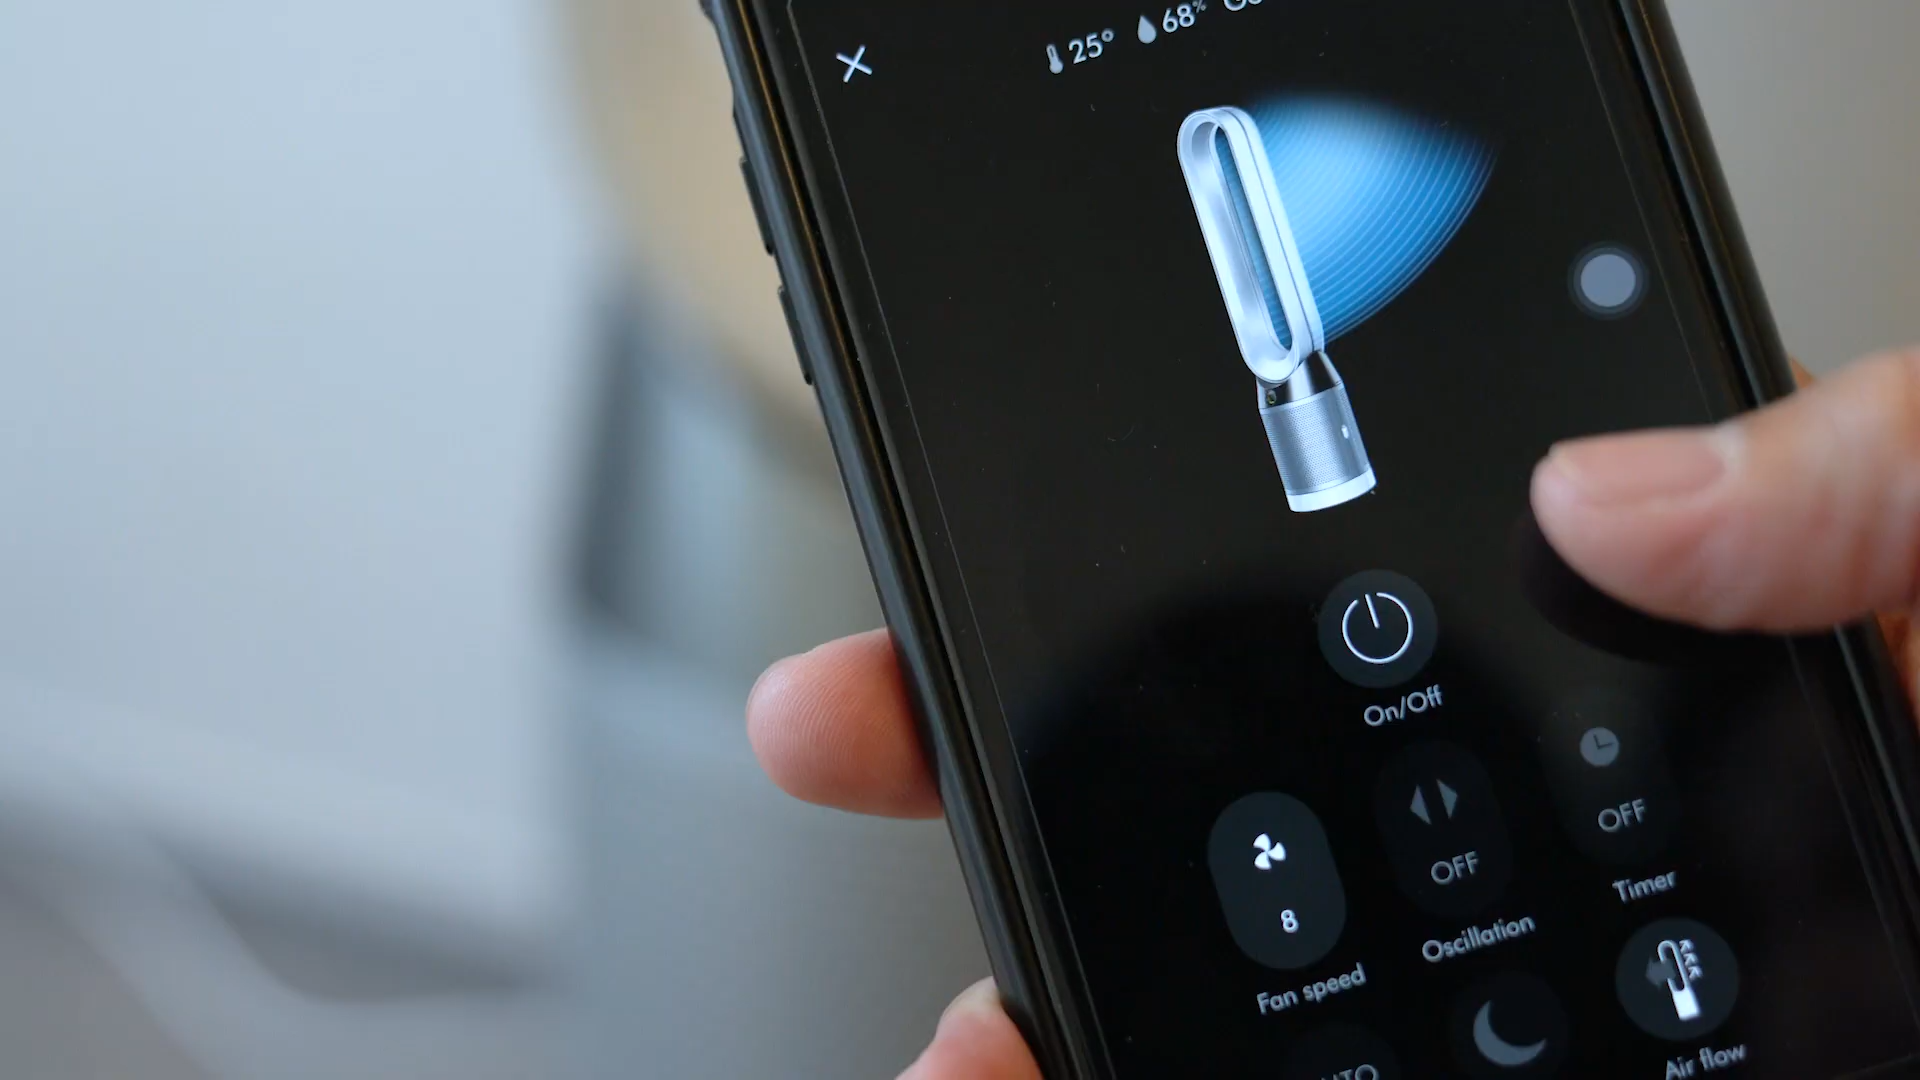 25° 68%
On/Off
8
Fan speed
OFF
Oscillation
OFF
Timer
Air flow